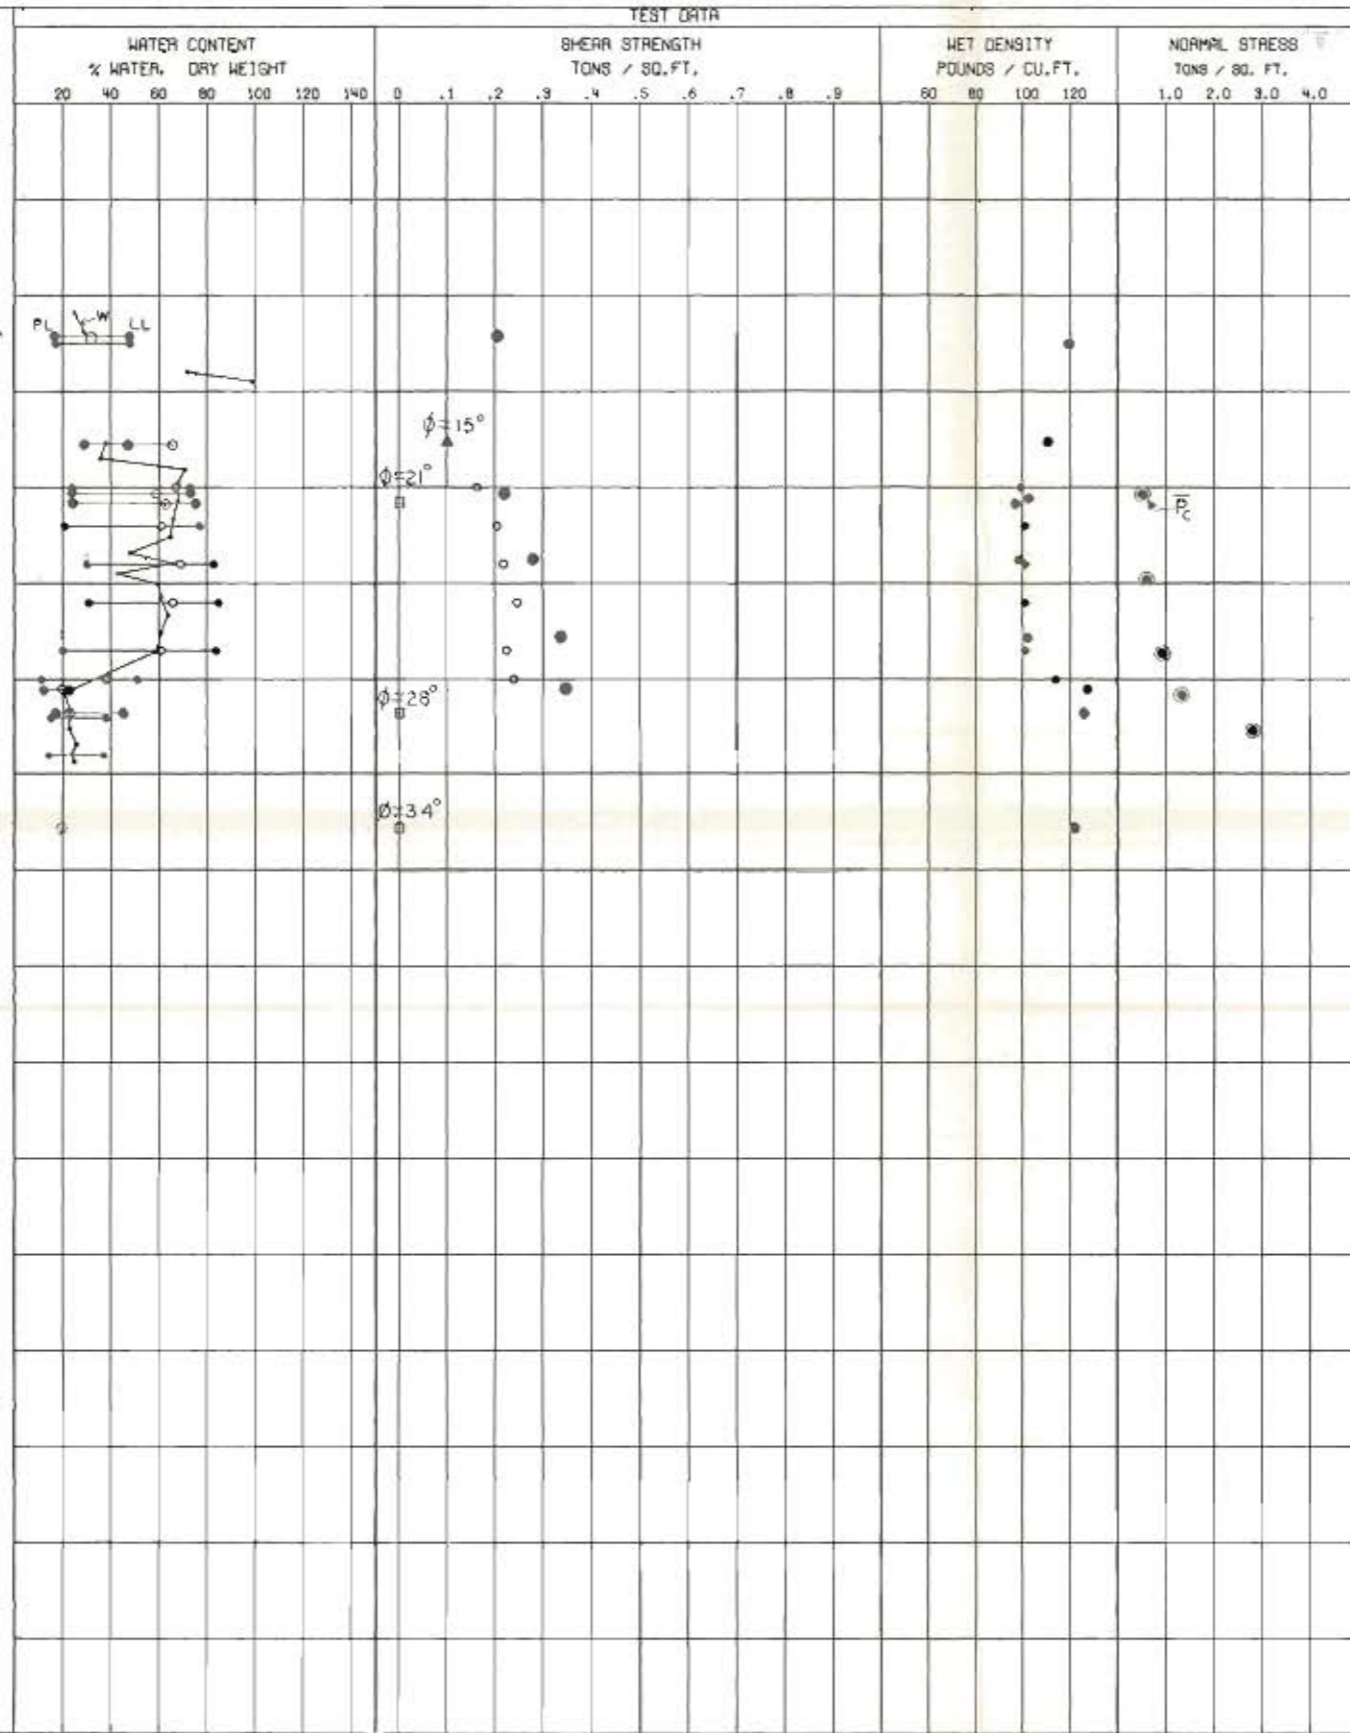 TEST DATA
WATER CONTENT
% WATER, DRY WEIGHT
20 40 60 80 100 120 140
SHEAR STRENGTH
TONS / SQ.FT.
0 .1 .2 .3 .4 .5 .6 .7 .8 .9
WET DENSITY
POUNDS / CU.FT.
60 80 100 120
NORMAL STRESS
TONS / SQ. FT.
1.0 2.0 3.0 4.0
PL W LL
Φ=15°
Φ=21°
P̅c
Φ=28°
Φ=34°